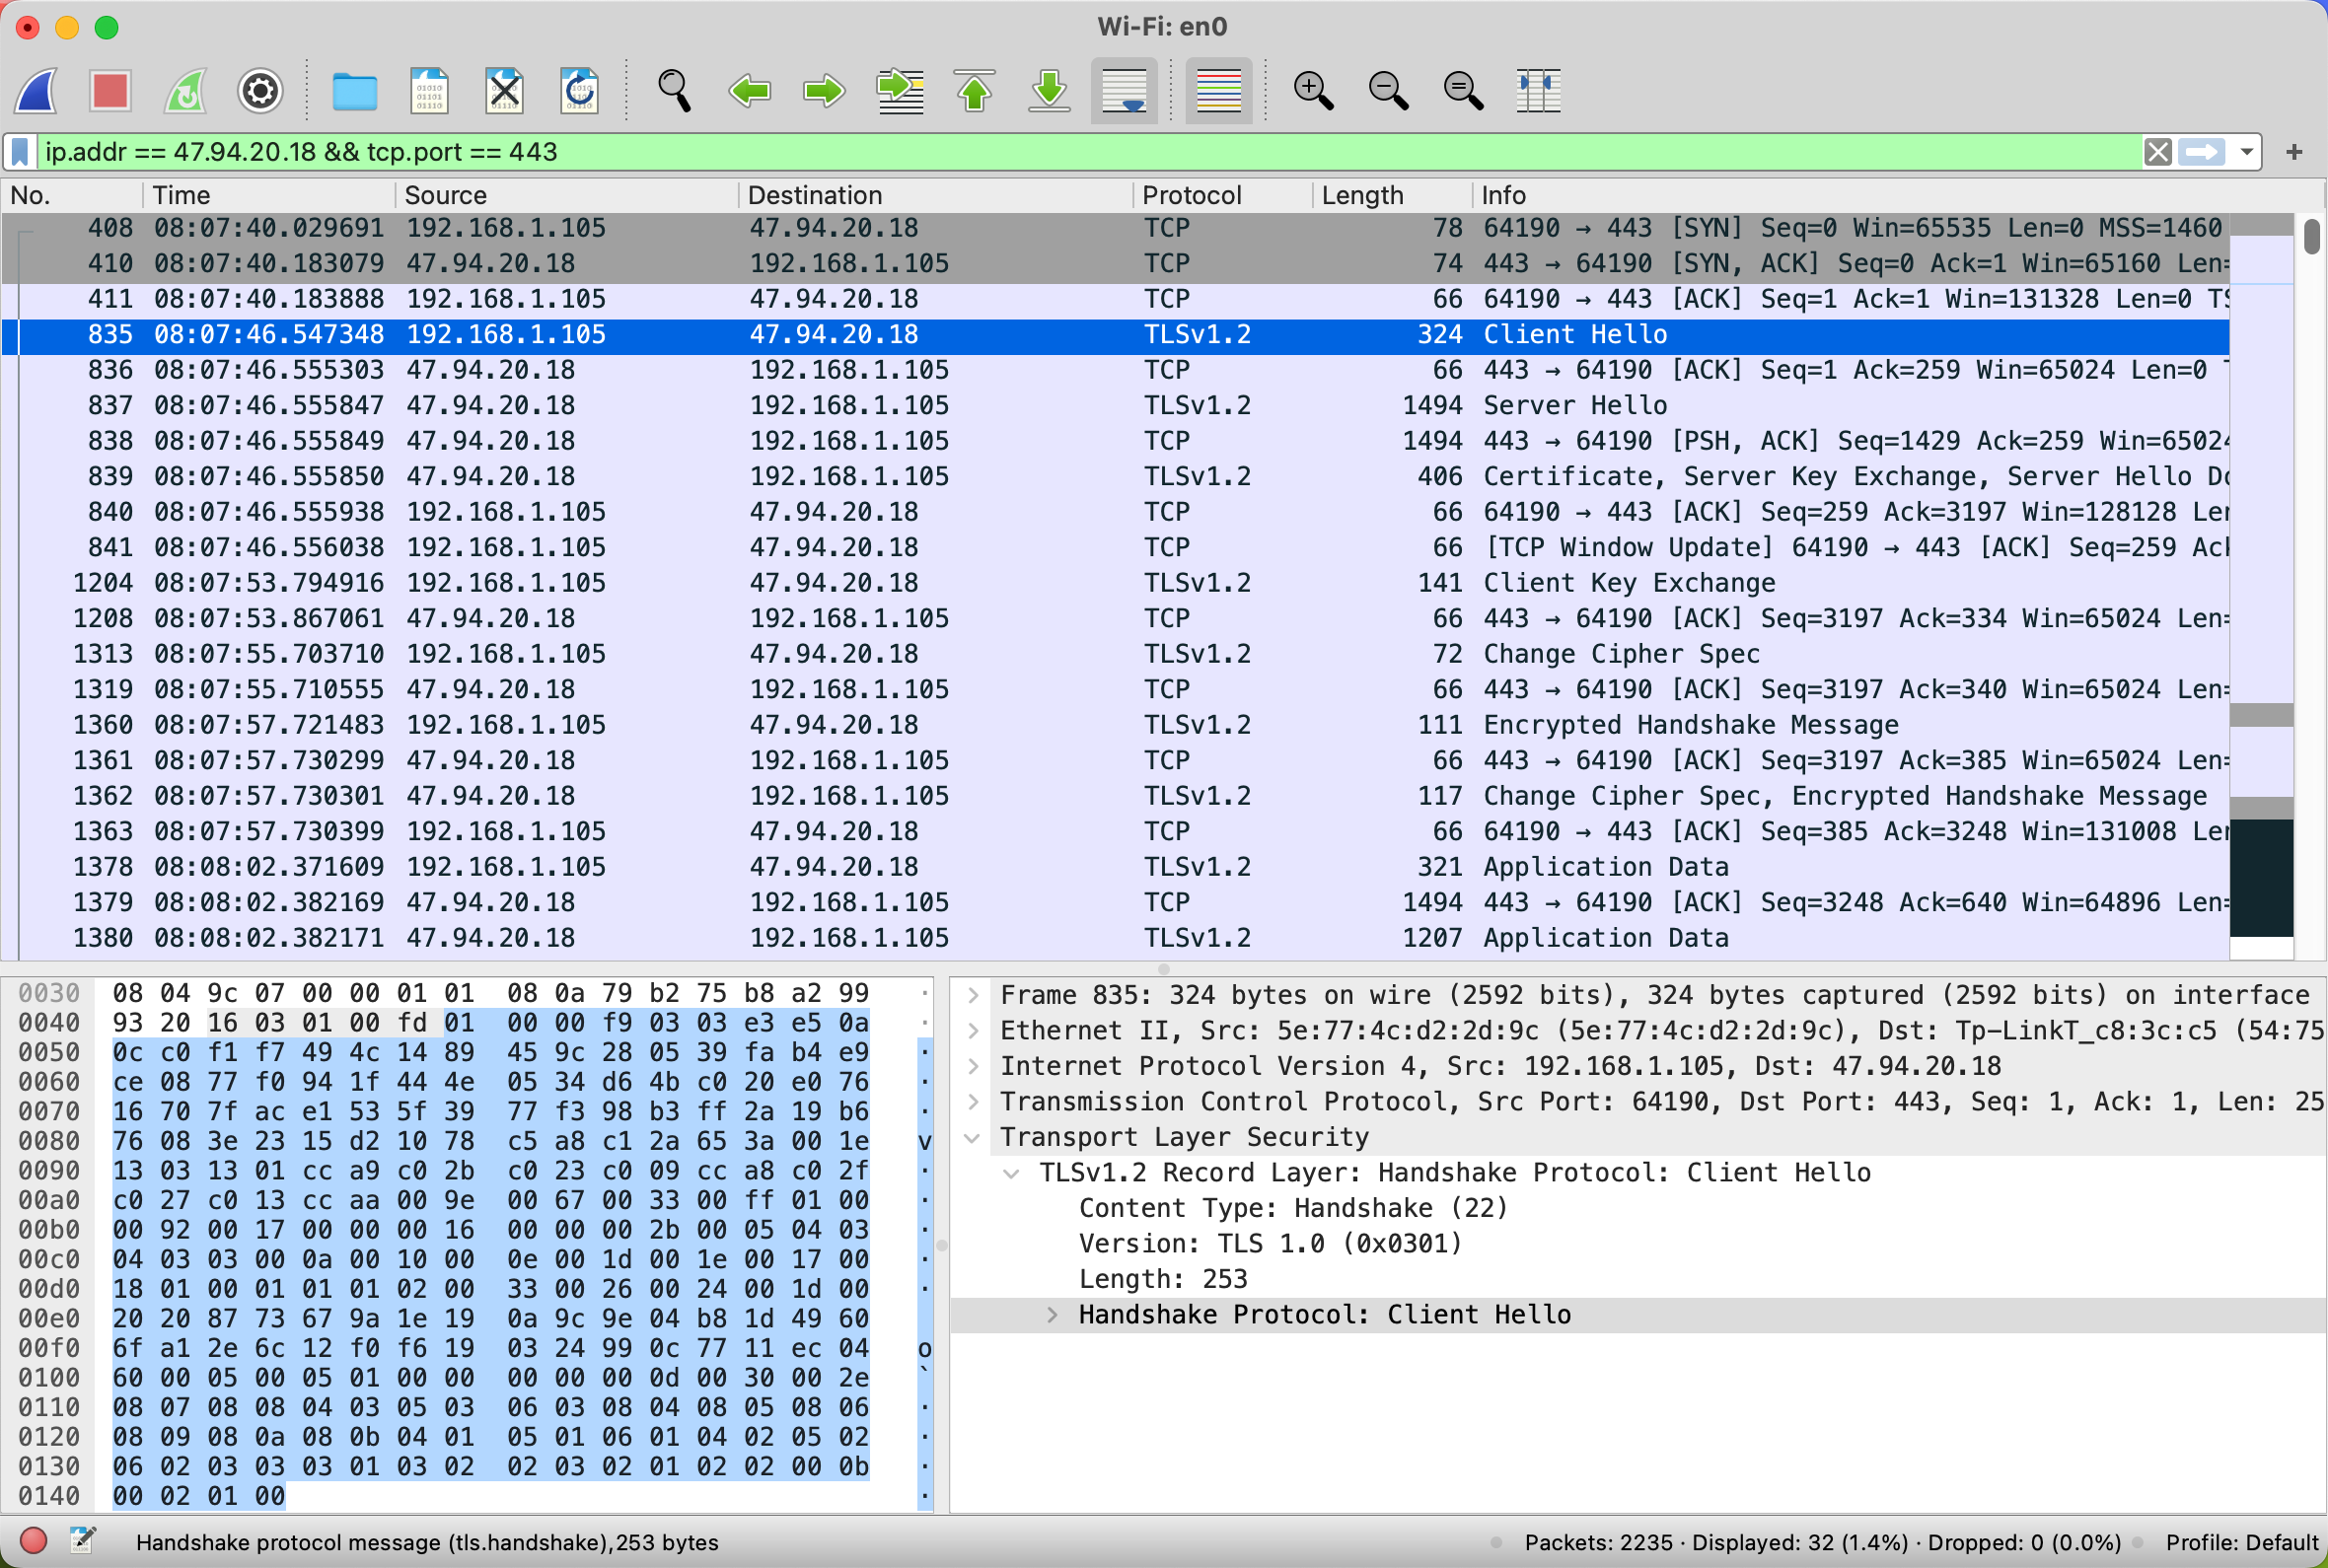 Wi-Fi: en0
ip.addr == 47.94.20.18 && tcp.port == 443
No. Time Source Destination Protocol Length Info
408 08:07:40.029691 192.168.1.105 47.94.20.18 TCP 78 64190 → 443 [SYN] Seq=0 Win=65535 Len=0 MSS=1460
410 08:07:40.183079 47.94.20.18 192.168.1.105 TCP 74 443 → 64190 [SYN, ACK] Seq=0 Ack=1 Win=65160 Len=
411 08:07:40.183888 192.168.1.105 47.94.20.18 TCP 66 64190 → 443 [ACK] Seq=1 Ack=1 Win=131328 Len=0 TS
835 08:07:46.547348 192.168.1.105 47.94.20.18 TLSv1.2 324 Client Hello
836 08:07:46.555303 47.94.20.18 192.168.1.105 TCP 66 443 → 64190 [ACK] Seq=1 Ack=259 Win=65024 Len=0
837 08:07:46.555847 47.94.20.18 192.168.1.105 TLSv1.2 1494 Server Hello
838 08:07:46.555849 47.94.20.18 192.168.1.105 TCP 1494 443 → 64190 [PSH, ACK] Seq=1429 Ack=259 Win=65024
839 08:07:46.555850 47.94.20.18 192.168.1.105 TLSv1.2 406 Certificate, Server Key Exchange, Server Hello Do
840 08:07:46.555938 192.168.1.105 47.94.20.18 TCP 66 64190 → 443 [ACK] Seq=259 Ack=3197 Win=128128 Len
841 08:07:46.556038 192.168.1.105 47.94.20.18 TCP 66 [TCP Window Update] 64190 → 443 [ACK] Seq=259 Ack
1204 08:07:53.794916 192.168.1.105 47.94.20.18 TLSv1.2 141 Client Key Exchange
1208 08:07:53.867061 47.94.20.18 192.168.1.105 TCP 66 443 → 64190 [ACK] Seq=3197 Ack=334 Win=65024 Len=
1313 08:07:55.703710 192.168.1.105 47.94.20.18 TLSv1.2 72 Change Cipher Spec
1319 08:07:55.710555 47.94.20.18 192.168.1.105 TCP 66 443 → 64190 [ACK] Seq=3197 Ack=340 Win=65024 Len=
1360 08:07:57.721483 192.168.1.105 47.94.20.18 TLSv1.2 111 Encrypted Handshake Message
1361 08:07:57.730299 47.94.20.18 192.168.1.105 TCP 66 443 → 64190 [ACK] Seq=3197 Ack=385 Win=65024 Len=
1362 08:07:57.730301 47.94.20.18 192.168.1.105 TLSv1.2 117 Change Cipher Spec, Encrypted Handshake Message
1363 08:07:57.730399 192.168.1.105 47.94.20.18 TCP 66 64190 → 443 [ACK] Seq=385 Ack=3248 Win=131008 Len
1378 08:08:02.371609 192.168.1.105 47.94.20.18 TLSv1.2 321 Application Data
1379 08:08:02.382169 47.94.20.18 192.168.1.105 TCP 1494 443 → 64190 [ACK] Seq=3248 Ack=640 Win=64896 Len=
1380 08:08:02.382171 47.94.20.18 192.168.1.105 TLSv1.2 1207 Application Data
0030 08 04 9c 07 00 00 01 01 08 0a 79 b2 75 b8 a2 99 ·
0040 93 20 16 03 01 00 fd 01 00 00 f9 03 03 e3 e5 0a ·
0050 0c c0 f1 f7 49 4c 14 89 45 9c 28 05 39 fa b4 e9 ·
0060 ce 08 77 f0 94 1f 44 4e 05 34 d6 4b c0 20 e0 76 ·
0070 16 70 7f ac e1 53 5f 39 77 f3 98 b3 ff 2a 19 b6 ·
0080 76 08 3e 23 15 d2 10 78 c5 a8 c1 2a 65 3a 00 1e v
0090 13 03 13 01 cc a9 c0 2b c0 23 c0 09 cc a8 c0 2f ·
00a0 c0 27 c0 13 cc aa 00 9e 00 67 00 33 00 ff 01 00 ·
00b0 00 92 00 17 00 00 00 16 00 00 00 2b 00 05 04 03 ·
00c0 04 03 03 00 0a 00 10 00 0e 00 1d 00 1e 00 17 00 ·
00d0 18 01 00 01 01 01 02 00 33 00 26 00 24 00 1d 00 ·
00e0 20 20 87 73 67 9a 1e 19 0a 9c 9e 04 b8 1d 49 60
00f0 6f a1 2e 6c 12 f0 f6 19 03 24 99 0c 77 11 ec 04 o
0100 60 00 05 00 05 01 00 00 00 00 00 0d 00 30 00 2e `
0110 08 07 08 08 04 03 05 03 06 03 08 04 08 05 08 06 ·
0120 08 09 08 0a 08 0b 04 01 05 01 06 01 04 02 05 02 ·
0130 06 02 03 03 03 01 03 02 02 03 02 01 02 02 00 0b ·
0140 00 02 01 00 ·
Frame 835: 324 bytes on wire (2592 bits), 324 bytes captured (2592 bits) on interface
Ethernet II, Src: 5e:77:4c:d2:2d:9c (5e:77:4c:d2:2d:9c), Dst: Tp-LinkT_c8:3c:c5 (54:75
Internet Protocol Version 4, Src: 192.168.1.105, Dst: 47.94.20.18
Transmission Control Protocol, Src Port: 64190, Dst Port: 443, Seq: 1, Ack: 1, Len: 25
Transport Layer Security
TLSv1.2 Record Layer: Handshake Protocol: Client Hello
Content Type: Handshake (22)
Version: TLS 1.0 (0x0301)
Length: 253
Handshake Protocol: Client Hello
Handshake protocol message (tls.handshake), 253 bytes
Packets: 2235 · Displayed: 32 (1.4%) · Dropped: 0 (0.0%)
Profile: Default